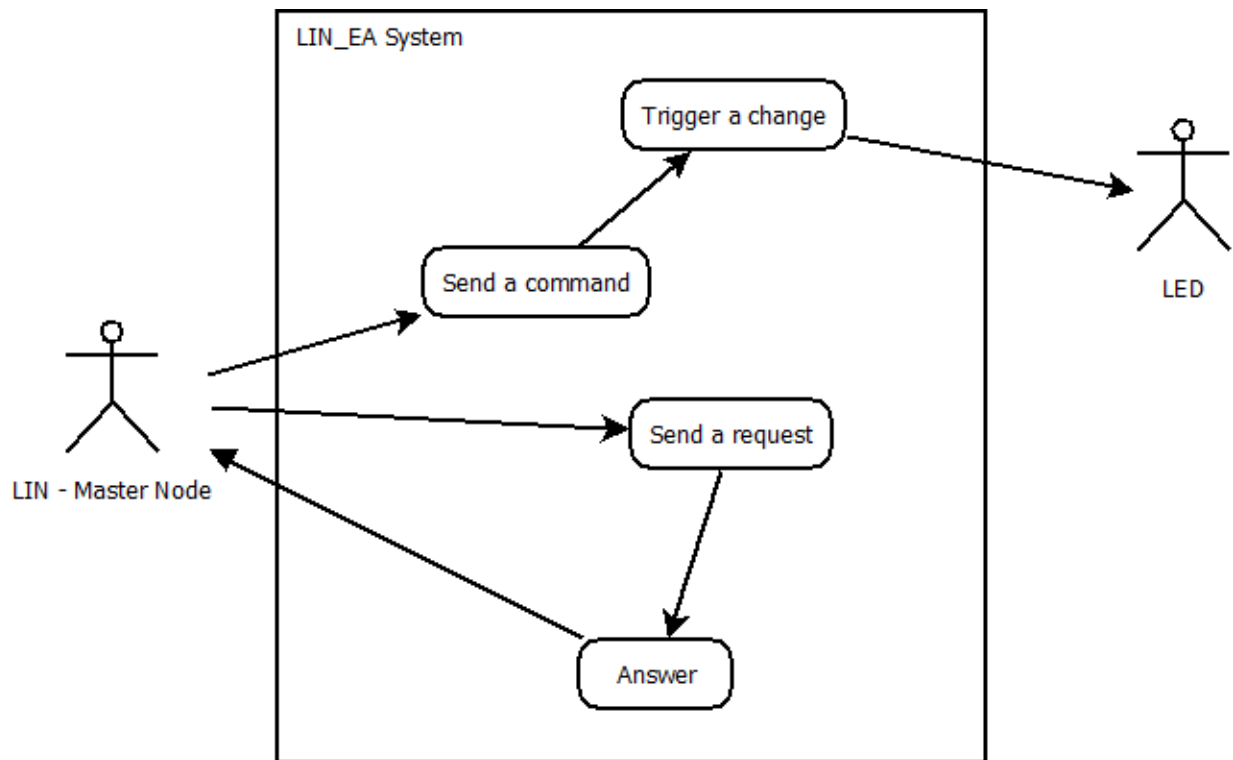 LIN_EA System
Trigger a change
Send a command
LED
Send a request
LIN - Master Node
Answer